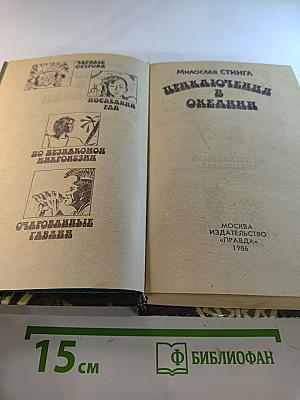 ЧЕРНЫЕ
ОСТРОВА
ПОСЛЕДНИЙ
РАЙ
ПО НЕЗНАКОМОЙ
МИКРОНЕЗИИ
ОЧАРОВАННЫЕ
ГАВАЙИ
МИЛОСЛАВ СТИНГЛ
ПРИКЛЮЧЕНИЯ
В
ОКЕАНИИ
МОСКВА
ИЗДАТЕЛЬСТВО
«ПРАВДА»
1986
15 СМ
Ф БИБЛИОФАН